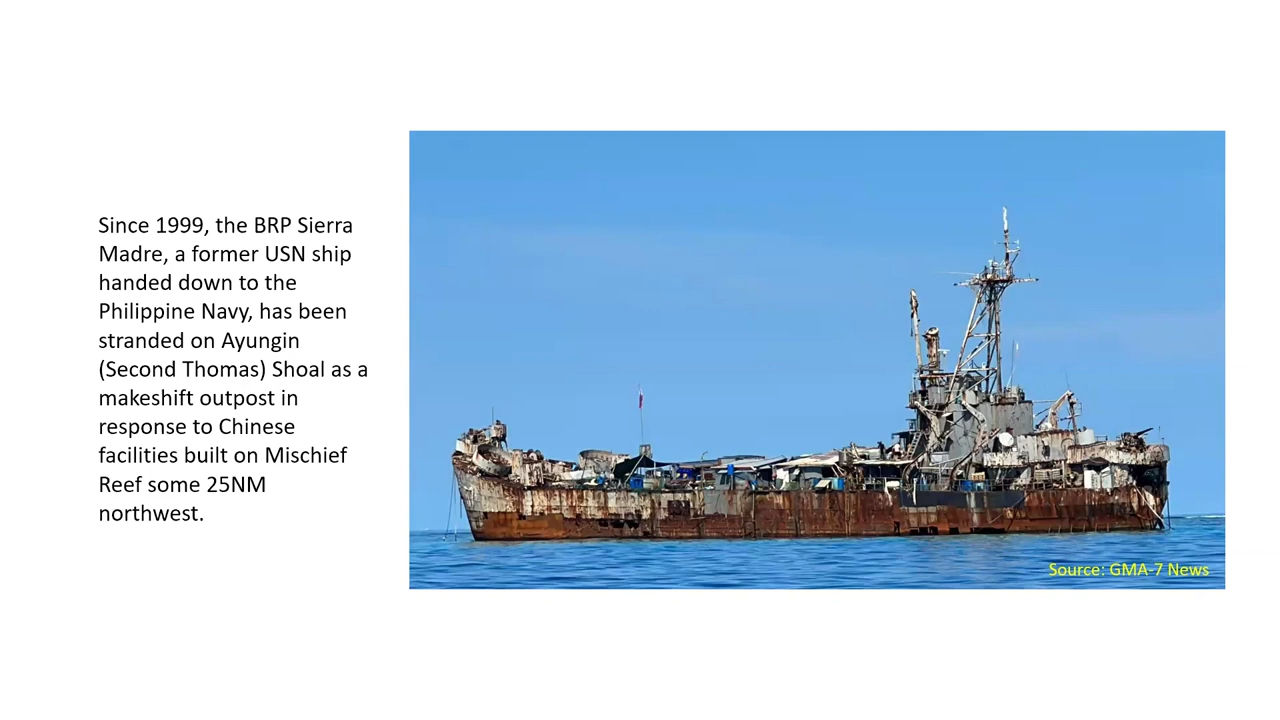 Since 1999, the BRP Sierra
Madre, a former USN ship
handed down to the
Philippine Navy, has been
stranded on Ayungin
(Second Thomas) Shoal as a
makeshift outpost in
response to Chinese
facilities built on Mischief
Reef some 25NM
northwest.
Source: GMA-7 News